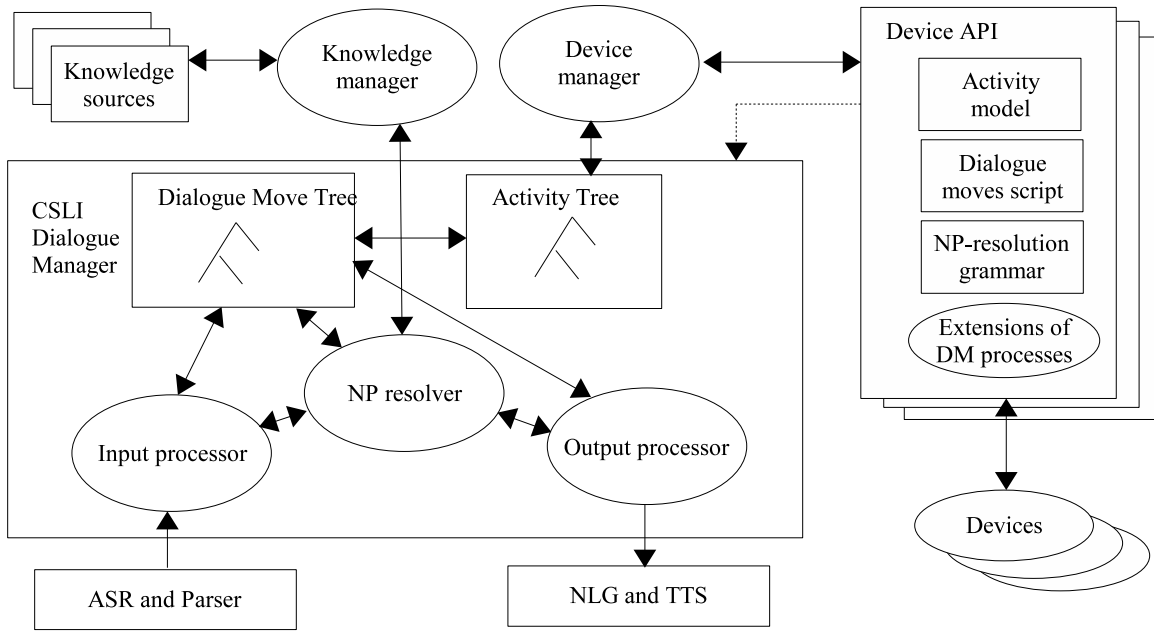 Knowledge
sources
Knowledge
manager
Device
manager
Device API
Activity
model
Dialogue
moves script
NP-resolution
grammar
Extensions of
DM processes
CSLI
Dialogue
Manager
Dialogue Move Tree
Activity Tree
NP resolver
Input processor
Output processor
Devices
ASR and Parser
NLG and TTS